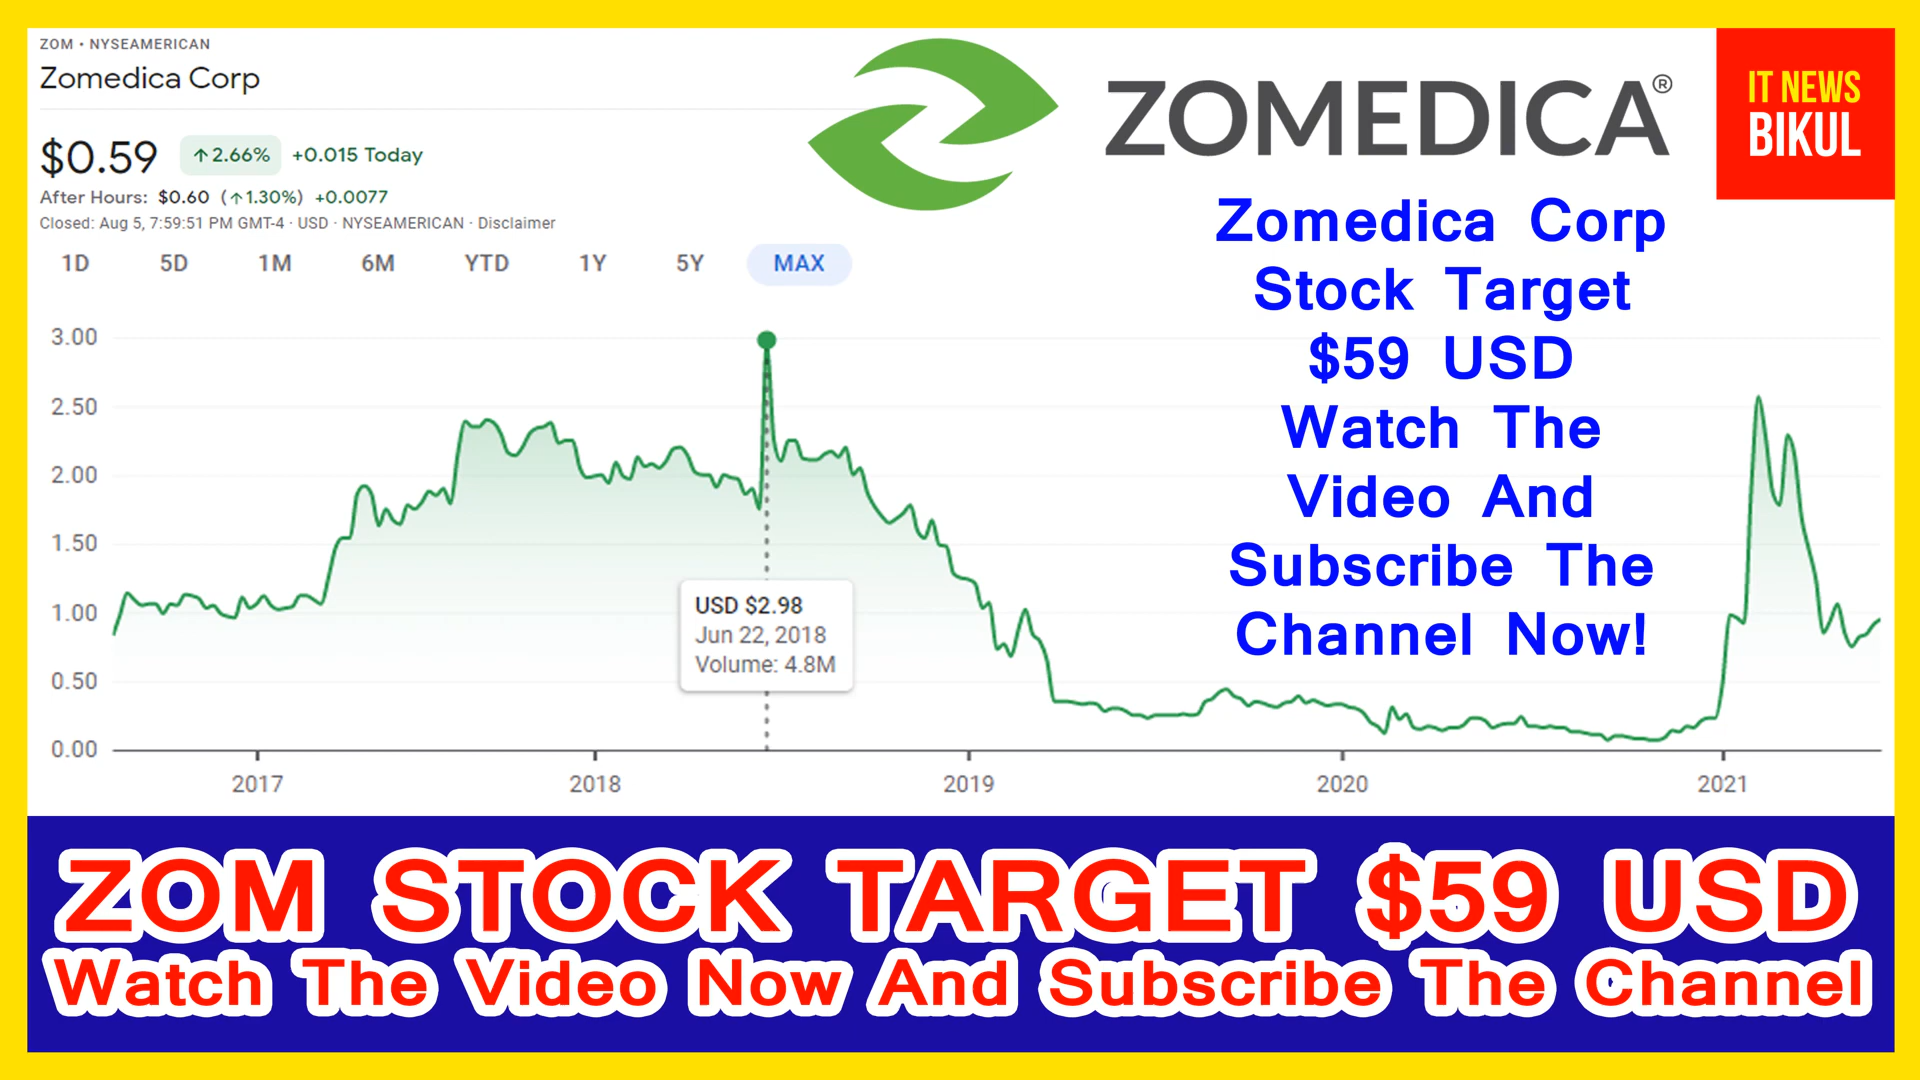 ZOM • NYSEAMERICAN
Zomedica Corp
$0.59 ↑2.66% +0.015 Today
After Hours: $0.60 (↑1.30%) +0.0077
Closed: Aug 5, 7:59:51 PM GMT-4 · USD · NYSEAMERICAN · Disclaimer
1D 5D 1M 6M YTD 1Y 5Y MAX
ZOMEDICA®
IT NEWS
BIKUL
Zomedica Corp
Stock Target
$59 USD
Watch The
Video And
Subscribe The
Channel Now!
3.00
2.50
2.00
1.50
1.00
0.50
0.00
USD $2.98
Jun 22, 2018
Volume: 4.8M
2017 2018 2019 2020 2021
ZOM STOCK TARGET $59 USD
Watch The Video Now And Subscribe The Channel